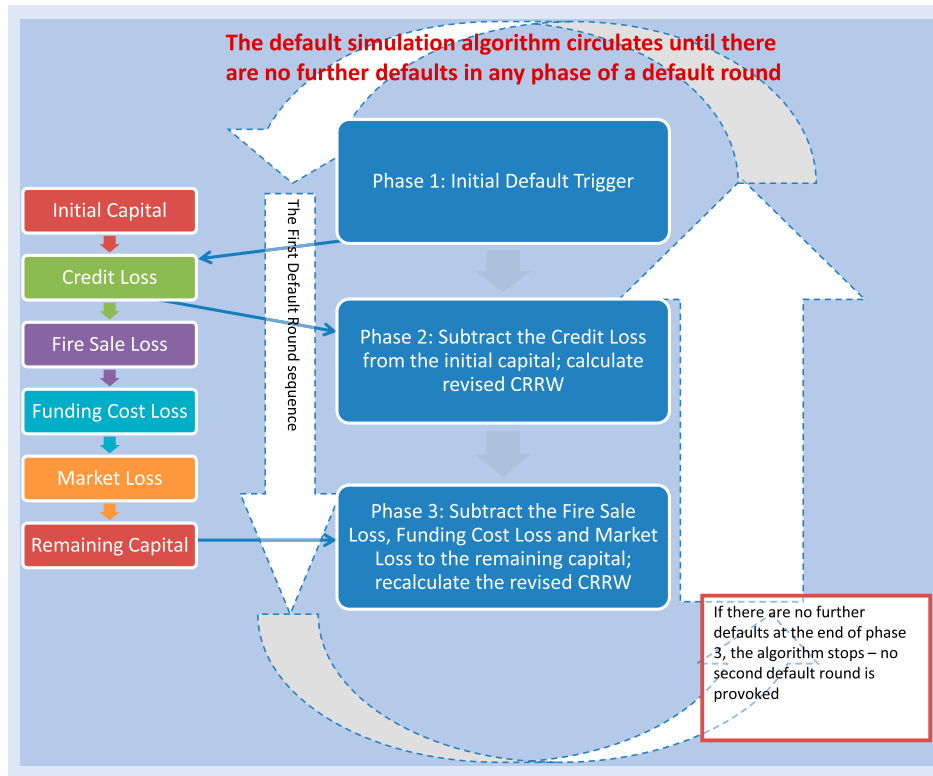 The default simulation algorithm circulates until there
are no further defaults in any phase of a default round
Phase 1: Initial Default Trigger
Initial Capital
Credit Loss
Fire Sale Loss
Funding Cost Loss
Market Loss
Remaining Capital
The First Default Round sequence
Phase 2: Subtract the Credit Loss
from the initial capital; calculate
revised CRRW
Phase 3: Subtract the Fire Sale
Loss, Funding Cost Loss and Market
Loss to the remaining capital;
recalculate the revised CRRW
If there are no further
defaults at the end of phase
3, the algorithm stops – no
second default round is
provoked